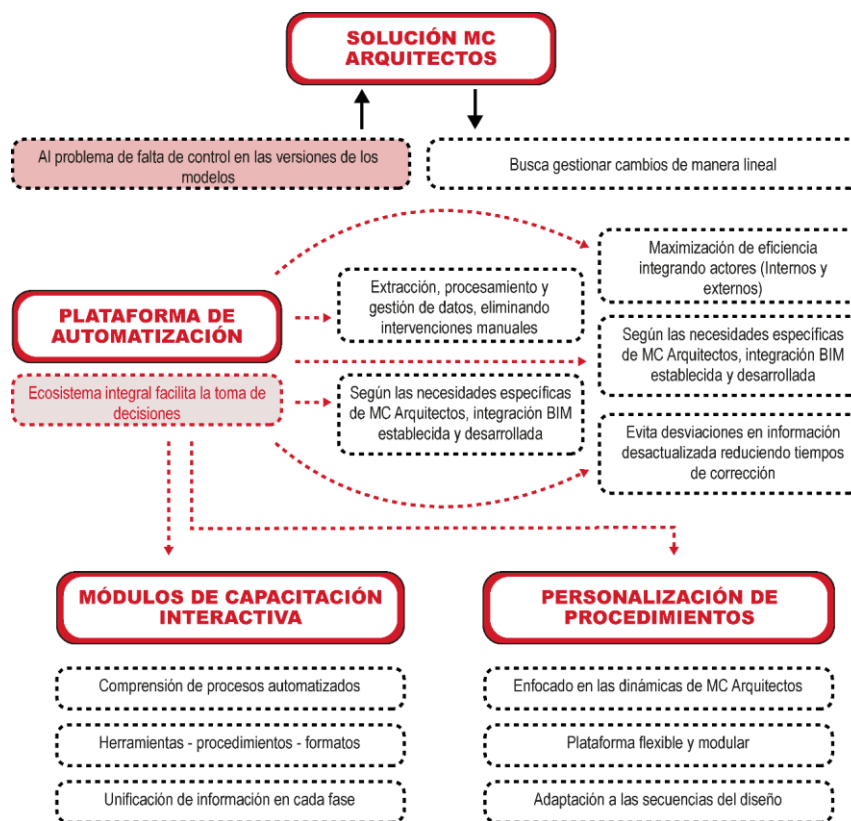 SOLUCIÓN MC
ARQUITECTOS
Al problema de falta de control en las versiones de los
modelos
Busca gestionar cambios de manera lineal
Maximización de eficiencia
integrando actores (Internos y
externos)
Extracción, procesamiento y
gestión de datos, eliminando
intervenciones manuales
PLATAFORMA DE
AUTOMATIZACIÓN
Según las necesidades específicas
de MC Arquitectos, integración BIM
establecida y desarrollada
Ecosistema integral facilita la toma de
decisiones
Según las necesidades específicas
de MC Arquitectos, integración BIM
establecida y desarrollada
Evita desviaciones en información
desactualizada reduciendo tiempos
de corrección
MÓDULOS DE CAPACITACIÓN
INTERACTIVA
Comprensión de procesos automatizados
Herramientas - procedimientos - formatos
Unificación de información en cada fase
PERSONALIZACIÓN DE
PROCEDIMIENTOS
Enfocado en las dinámicas de MC Arquitectos
Plataforma flexible y modular
Adaptación a las secuencias del diseño